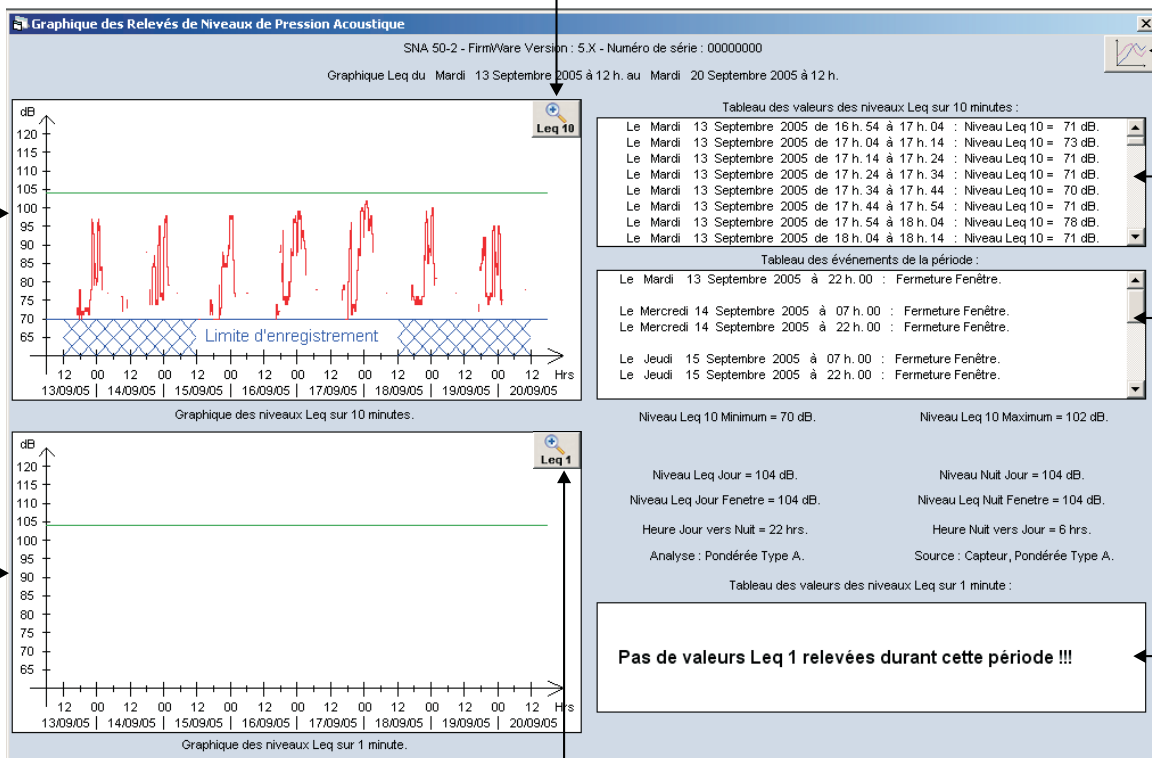 Graphique des Relevés de Niveaux de Pression Acoustique
SNA 50-2 - FirmWare Version : 5.X - Numéro de série : 00000000
Graphique Leq du Mardi 13 Septembre 2005 à 12 h. au Mardi 20 Septembre 2005 à 12 h.
dB
Leq 10
120
115
110
105
100
95
90
85
80
75
70
65
Limite d'enregistrement
12 00 12 00 12 00 12 00 12 00 12 00 12 00 12 Hrs
13/09/05 | 14/09/05 | 15/09/05 | 16/09/05 | 17/09/05 | 18/09/05 | 19/09/05 | 20/09/05
Graphique des niveaux Leq sur 10 minutes.
Tableau des valeurs des niveaux Leq sur 10 minutes :
Le Mardi 13 Septembre 2005 de 16 h. 54 à 17 h. 04 : Niveau Leq 10 = 71 dB.
Le Mardi 13 Septembre 2005 de 17 h. 04 à 17 h. 14 : Niveau Leq 10 = 73 dB.
Le Mardi 13 Septembre 2005 de 17 h. 14 à 17 h. 24 : Niveau Leq 10 = 71 dB.
Le Mardi 13 Septembre 2005 de 17 h. 24 à 17 h. 34 : Niveau Leq 10 = 71 dB.
Le Mardi 13 Septembre 2005 de 17 h. 34 à 17 h. 44 : Niveau Leq 10 = 70 dB.
Le Mardi 13 Septembre 2005 de 17 h. 44 à 17 h. 54 : Niveau Leq 10 = 71 dB.
Le Mardi 13 Septembre 2005 de 17 h. 54 à 18 h. 04 : Niveau Leq 10 = 78 dB.
Le Mardi 13 Septembre 2005 de 18 h. 04 à 18 h. 14 : Niveau Leq 10 = 71 dB.
Tableau des événements de la période :
Le Mardi 13 Septembre 2005 à 22 h. 00 : Fermeture Fenêtre.
Le Mercredi 14 Septembre 2005 à 07 h. 00 : Fermeture Fenêtre.
Le Mercredi 14 Septembre 2005 à 22 h. 00 : Fermeture Fenêtre.
Le Jeudi 15 Septembre 2005 à 07 h. 00 : Fermeture Fenêtre.
Le Jeudi 15 Septembre 2005 à 22 h. 00 : Fermeture Fenêtre.
Niveau Leq 10 Minimum = 70 dB. Niveau Leq 10 Maximum = 102 dB.
Niveau Leq Jour = 104 dB. Niveau Nuit Jour = 104 dB.
Niveau Leq Jour Fenetre = 104 dB. Niveau Leq Nuit Fenetre = 104 dB.
Heure Jour vers Nuit = 22 hrs. Heure Nuit vers Jour = 6 hrs.
Analyse : Pondérée Type A. Source : Capteur, Pondérée Type A.
Tableau des valeurs des niveaux Leq sur 1 minute :
Pas de valeurs Leq 1 relevées durant cette période !!!
dB
Leq 1
120
115
110
105
100
95
90
85
80
75
70
65
12 00 12 00 12 00 12 00 12 00 12 00 12 00 12 Hrs
13/09/05 | 14/09/05 | 15/09/05 | 16/09/05 | 17/09/05 | 18/09/05 | 19/09/05 | 20/09/05
Graphique des niveaux Leq sur 1 minute.